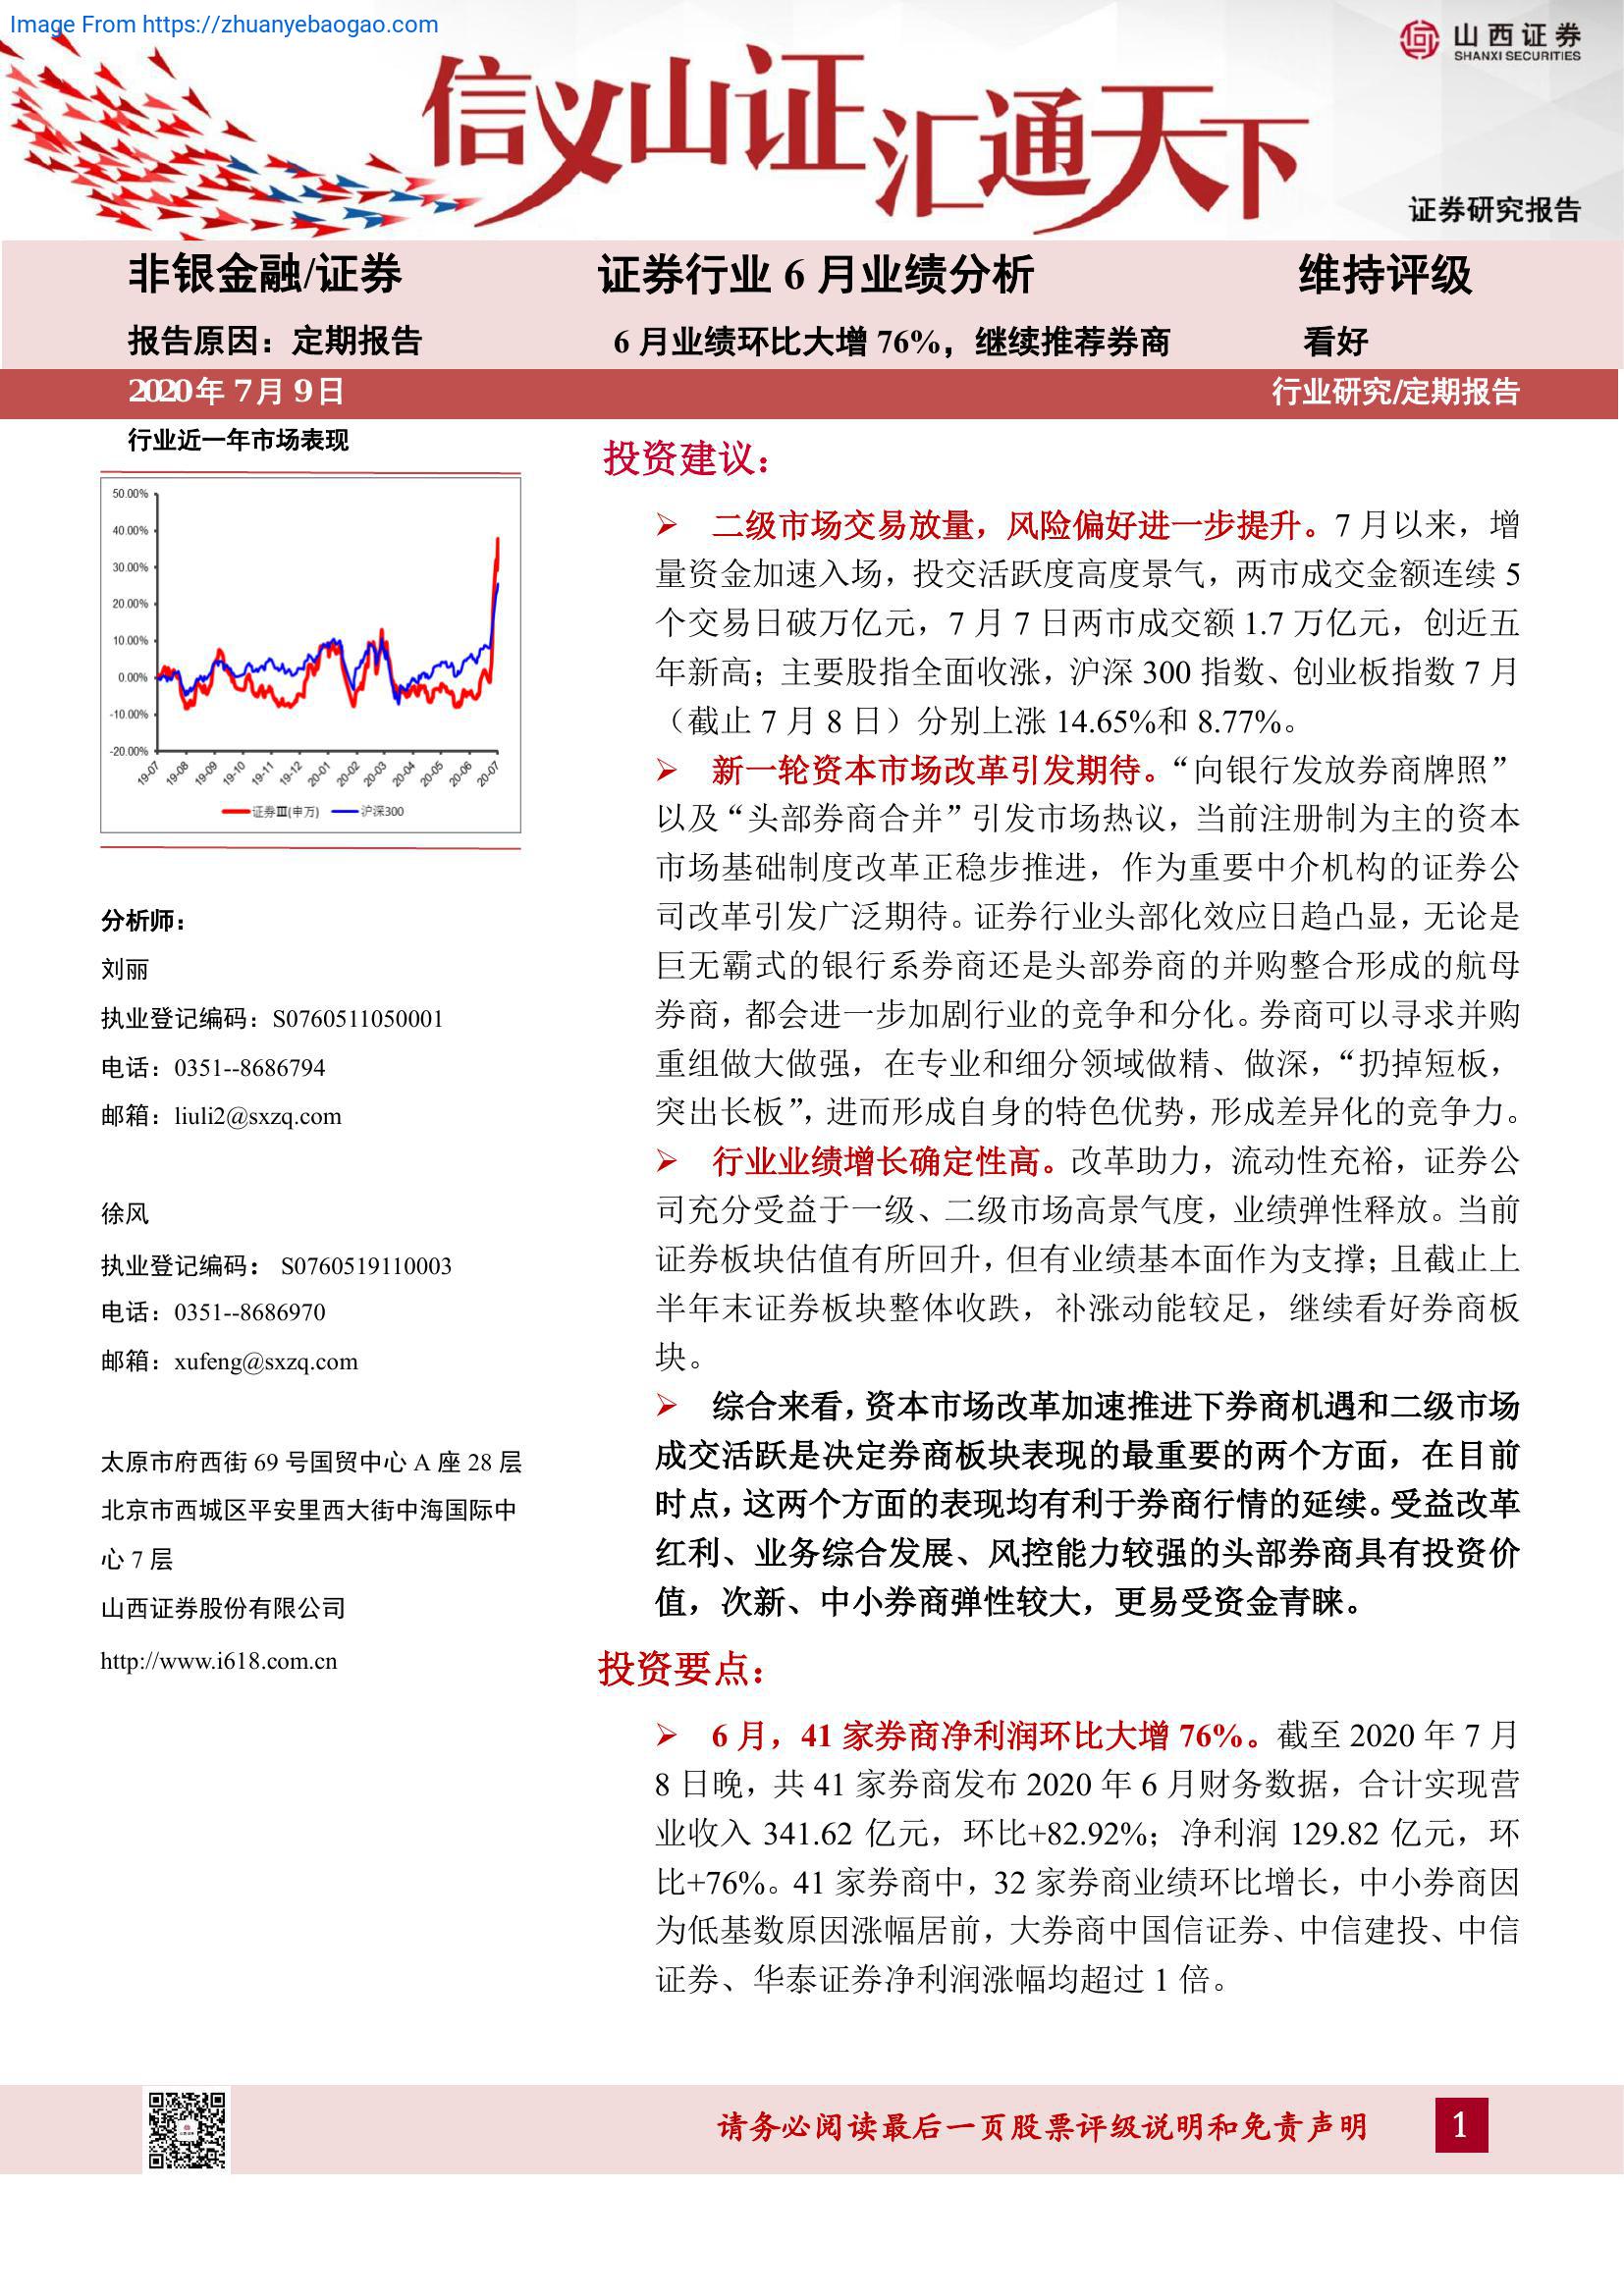 Image From https://zhuanyebaogao.com
山西证券
SHANXI SECURITIES
信义山证汇通天下
证券研究报告
非银金融/证券
证券行业 6 月业绩分析
维持评级
报告原因：定期报告
6 月业绩环比大增 76%，继续推荐券商
看好
2020 年 7 月 9 日
行业研究/定期报告
行业近一年市场表现
50.00%
40.00%
30.00%
20.00%
10.00%
0.00%
-10.00%
-20.00%
19-07 19-08 19-09 19-10 19-11 19-12 20-01 20-02 20-03 20-04 20-05 20-06 20-07
证券Ⅲ(申万) 沪深300
分析师：
刘丽
执业登记编码：S0760511050001
电话：0351--8686794
邮箱：liuli2@sxzq.com
徐风
执业登记编码： S0760519110003
电话：0351--8686970
邮箱：xufeng@sxzq.com
太原市府西街 69 号国贸中心 A 座 28 层
北京市西城区平安里西大街中海国际中
心 7 层
山西证券股份有限公司
http://www.i618.com.cn
投资建议：
➢ 二级市场交易放量，风险偏好进一步提升。7 月以来，增
量资金加速入场，投交活跃度高度景气，两市成交金额连续 5
个交易日破万亿元，7 月 7 日两市成交额 1.7 万亿元，创近五
年新高；主要股指全面收涨，沪深 300 指数、创业板指数 7 月
（截止 7 月 8 日）分别上涨 14.65%和 8.77%。
➢ 新一轮资本市场改革引发期待。“向银行发放券商牌照”
以及“头部券商合并”引发市场热议，当前注册制为主的资本
市场基础制度改革正稳步推进，作为重要中介机构的证券公
司改革引发广泛期待。证券行业头部化效应日趋凸显，无论是
巨无霸式的银行系券商还是头部券商的并购整合形成的航母
券商，都会进一步加剧行业的竞争和分化。券商可以寻求并购
重组做大做强，在专业和细分领域做精、做深，“扔掉短板，
突出长板”，进而形成自身的特色优势，形成差异化的竞争力。
➢ 行业业绩增长确定性高。改革助力，流动性充裕，证券公
司充分受益于一级、二级市场高景气度，业绩弹性释放。当前
证券板块估值有所回升，但有业绩基本面作为支撑；且截止上
半年末证券板块整体收跌，补涨动能较足，继续看好券商板
块。
➢ 综合来看，资本市场改革加速推进下券商机遇和二级市场
成交活跃是决定券商板块表现的最重要的两个方面，在目前
时点，这两个方面的表现均有利于券商行情的延续。受益改革
红利、业务综合发展、风控能力较强的头部券商具有投资价
值，次新、中小券商弹性较大，更易受资金青睐。
投资要点：
➢ 6 月，41 家券商净利润环比大增 76%。截至 2020 年 7 月
8 日晚，共 41 家券商发布 2020 年 6 月财务数据，合计实现营
业收入 341.62 亿元，环比+82.92%；净利润 129.82 亿元，环
比+76%。41 家券商中，32 家券商业绩环比增长，中小券商因
为低基数原因涨幅居前，大券商中国信证券、中信建投、中信
证券、华泰证券净利润涨幅均超过 1 倍。
请务必阅读最后一页股票评级说明和免责声明
1